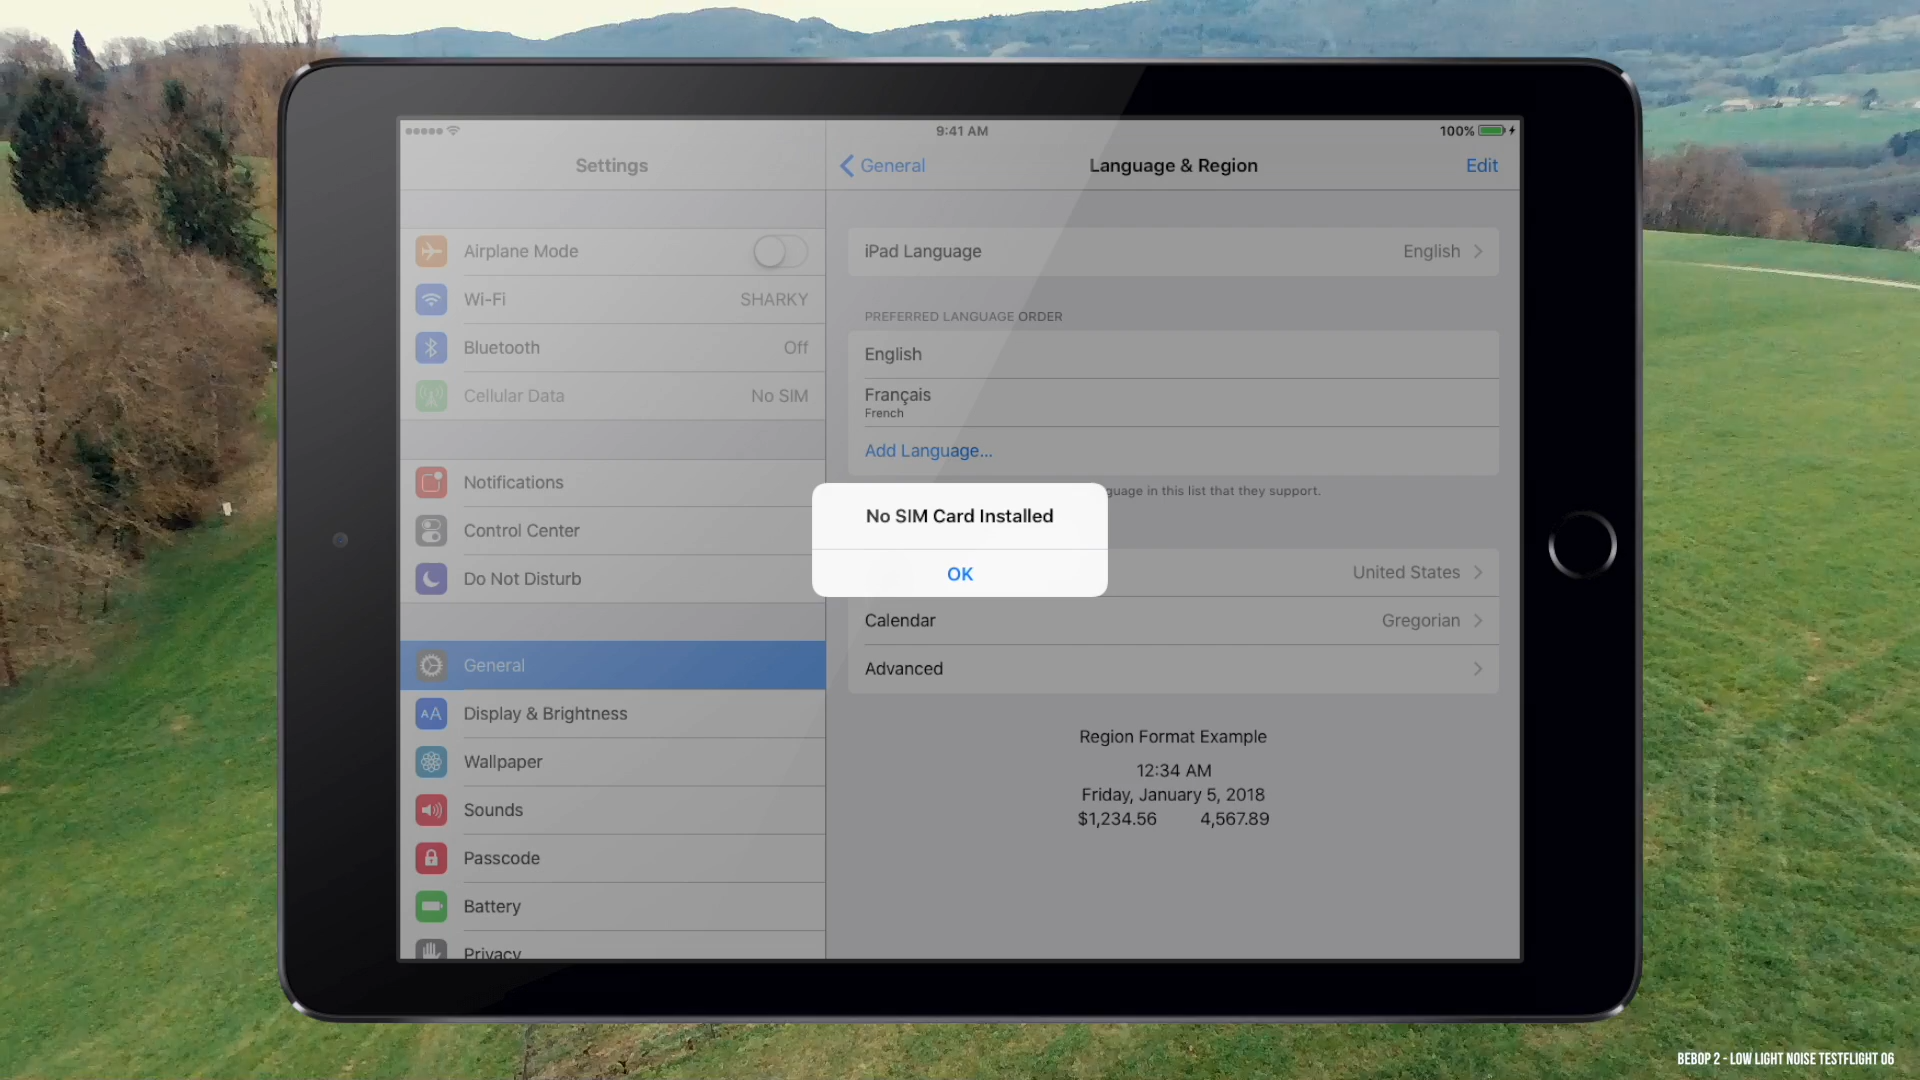 9:41 AM
100%
Settings
General
Language & Region
Edit
Airplane Mode
Wi-Fi
SHARKY
Bluetooth
Off
Cellular Data
No SIM
Notifications
Control Center
Do Not Disturb
General
Display & Brightness
Wallpaper
Sounds
Passcode
Battery
Privacy
iPad Language
English
PREFERRED LANGUAGE ORDER
English
Français
French
Add Language...
in this list that they support.
No SIM Card Installed
OK
United States
Calendar
Gregorian
Advanced
Region Format Example
12:34 AM
Friday, January 5, 2018
$1,234.56 4,567.89
BEBOP 2 - LOW LIGHT NOISE TESTFLIGHT 06